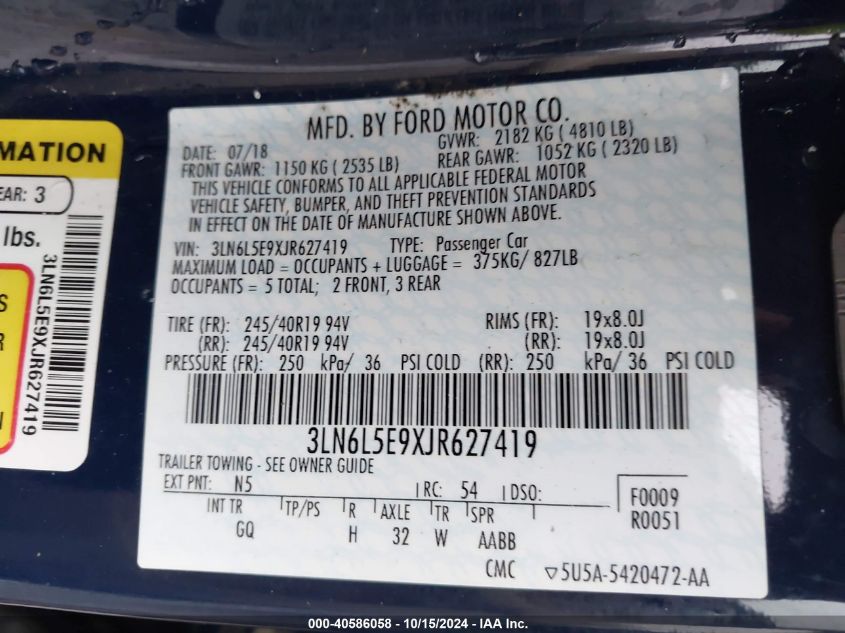 MFD. BY FORD MOTOR CO.
DATE: 07/18
GVWR: 2182 KG ( 4810 LB)
FRONT GAWR: 1150 KG ( 2535 LB)
REAR GAWR: 1052 KG ( 2320 LB)
THIS VEHICLE CONFORMS TO ALL APPLICABLE FEDERAL MOTOR
VEHICLE SAFETY, BUMPER, AND THEFT PREVENTION STANDARDS
IN EFFECT ON THE DATE OF MANUFACTURE SHOWN ABOVE.
VIN: 3LN6L5E9XJR627419 TYPE: Passenger Car
MAXIMUM LOAD = OCCUPANTS + LUGGAGE = 375KG/ 827LB
OCCUPANTS = 5 TOTAL; 2 FRONT, 3 REAR
TIRE (FR): 245/40R19 94V RIMS (FR): 19x8.0J
(RR): 245/40R19 94V (RR): 19x8.0J
PRESSURE (FR): 250 kPa/ 36 PSI COLD (RR): 250 kPa/ 36 PSI COLD
3LN6L5E9XJR627419
TRAILER TOWING - SEE OWNER GUIDE
EXT PNT: N5 RC: 54 DSO:
F0009
R0051
INT TR TP/PS R AXLE TR SPR
GQ H 32 W AABB
CMC ▽5U5A-5420472-AA
MATION
EAR: 3
lbs.
3LN6L5E9XJR627419
S
R
N
000-40586058 - 10/15/2024 - IAA Inc.